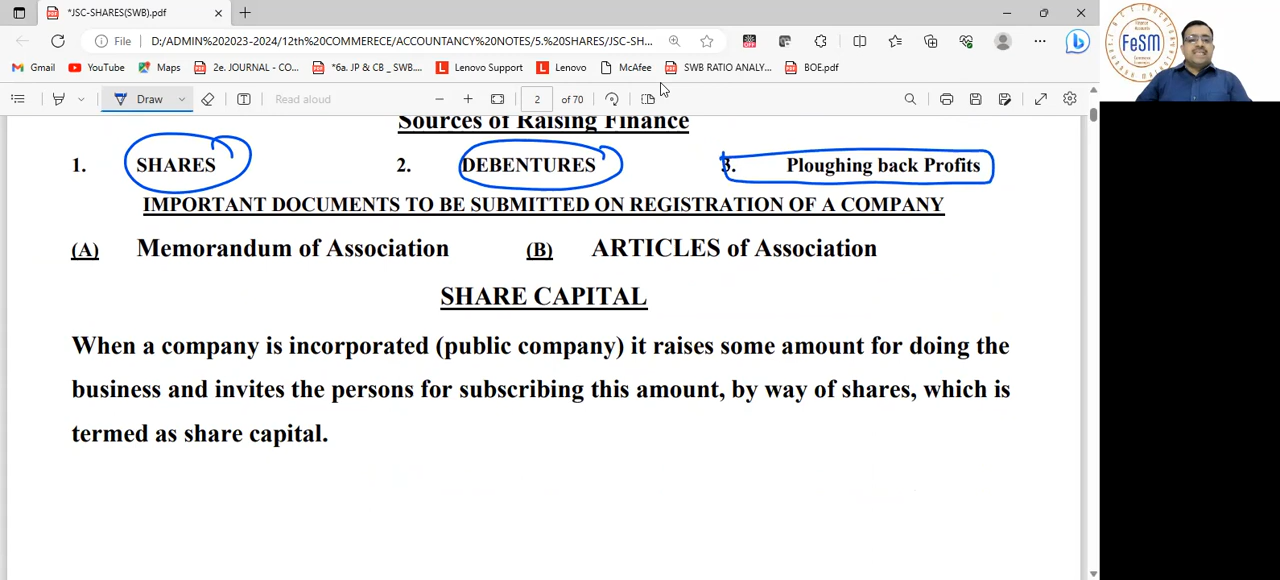 *JSC-SHARES(SWB).pdf
File D:/ADMIN%202023-2024/12th%20COMMERECE/ACCOUNTANCY%20NOTES/5.%20SHARES/JSC-SH...
Gmail YouTube Maps 2e. JOURNAL - CO... *6a. JP & SCB _ SWB.... Lenovo Support Lenovo McAfee SWB RATIO ANALY... BOE.pdf
Draw Read aloud 2 of 70
Sources of Raising Finance
1. SHARES 2. DEBENTURES 3. Ploughing back Profits
IMPORTANT DOCUMENTS TO BE SUBMITTED ON REGISTRATION OF A COMPANY
(A) Memorandum of Association (B) ARTICLES of Association
SHARE CAPITAL
When a company is incorporated (public company) it raises some amount for doing the
business and invites the persons for subscribing this amount, by way of shares, which is
termed as share capital.
FeSM